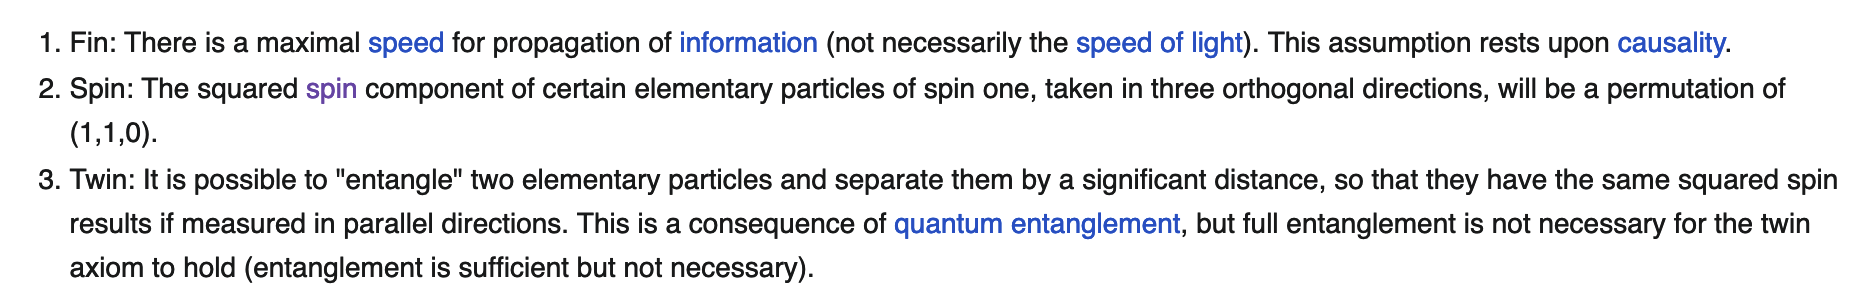 1. Fin: There is a maximal speed for propagation of information (not necessarily the speed of light). This assumption rests upon causality.
2. Spin: The squared spin component of certain elementary particles of spin one, taken in three orthogonal directions, will be a permutation of
(1,1,0).
3. Twin: It is possible to "entangle" two elementary particles and separate them by a significant distance, so that they have the same squared spin
results if measured in parallel directions. This is a consequence of quantum entanglement, but full entanglement is not necessary for the twin
axiom to hold (entanglement is sufficient but not necessary).